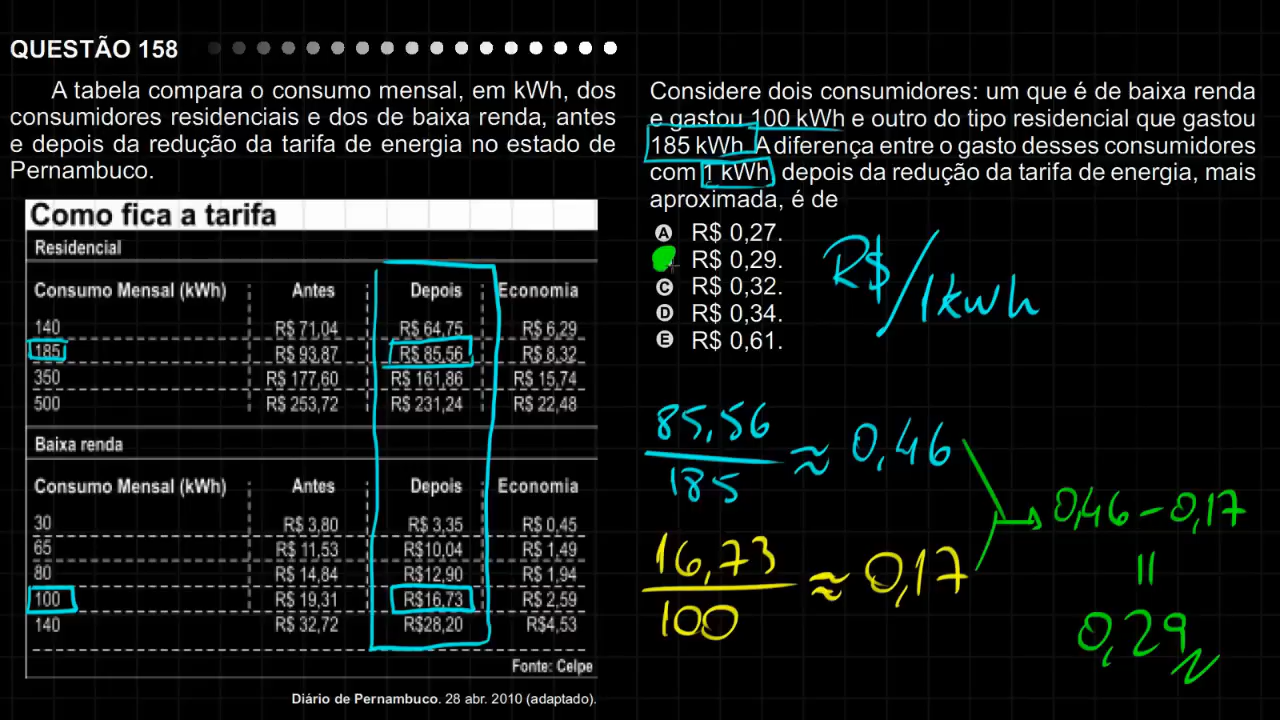 QUESTÃO 158
A tabela compara o consumo mensal, em kWh, dos
consumidores residenciais e dos de baixa renda, antes
e depois da redução da tarifa de energia no estado de
Pernambuco.
Como fica a tarifa
Residencial
Consumo Mensal (kWh) Antes Depois Economia
140 R$ 71,04 R$ 64,75 R$ 6,29
185 R$ 93,87 R$ 85,56 R$ 8,32
350 R$ 177,60 R$ 161,86 R$ 15,74
500 R$ 253,72 R$ 231,24 R$ 22,48
Baixa renda
Consumo Mensal (kWh) Antes Depois Economia
30 R$ 3,80 R$ 3,35 R$ 0,45
65 R$ 11,53 R$10,04 R$ 1,49
80 R$ 14,84 R$12,90 R$ 1,94
100 R$ 19,31 R$16,73 R$ 2,59
140 R$ 32,72 R$28,20 R$4,53
Fonte: Celpe
Diário de Pernambuco. 28 abr. 2010 (adaptado).
Considere dois consumidores: um que é de baixa renda
e gastou 100 kWh e outro do tipo residencial que gastou
185 kWh. A diferença entre o gasto desses consumidores
com 1 kWh, depois da redução da tarifa de energia, mais
aproximada, é de
A R$ 0,27.
R$ 0,29.
C R$ 0,32.
D R$ 0,34.
E R$ 0,61.
R$/1kwh
85,56
185
≈ 0,46
16,73
100
≈ 0,17
0,46 - 0,17
=
0,29